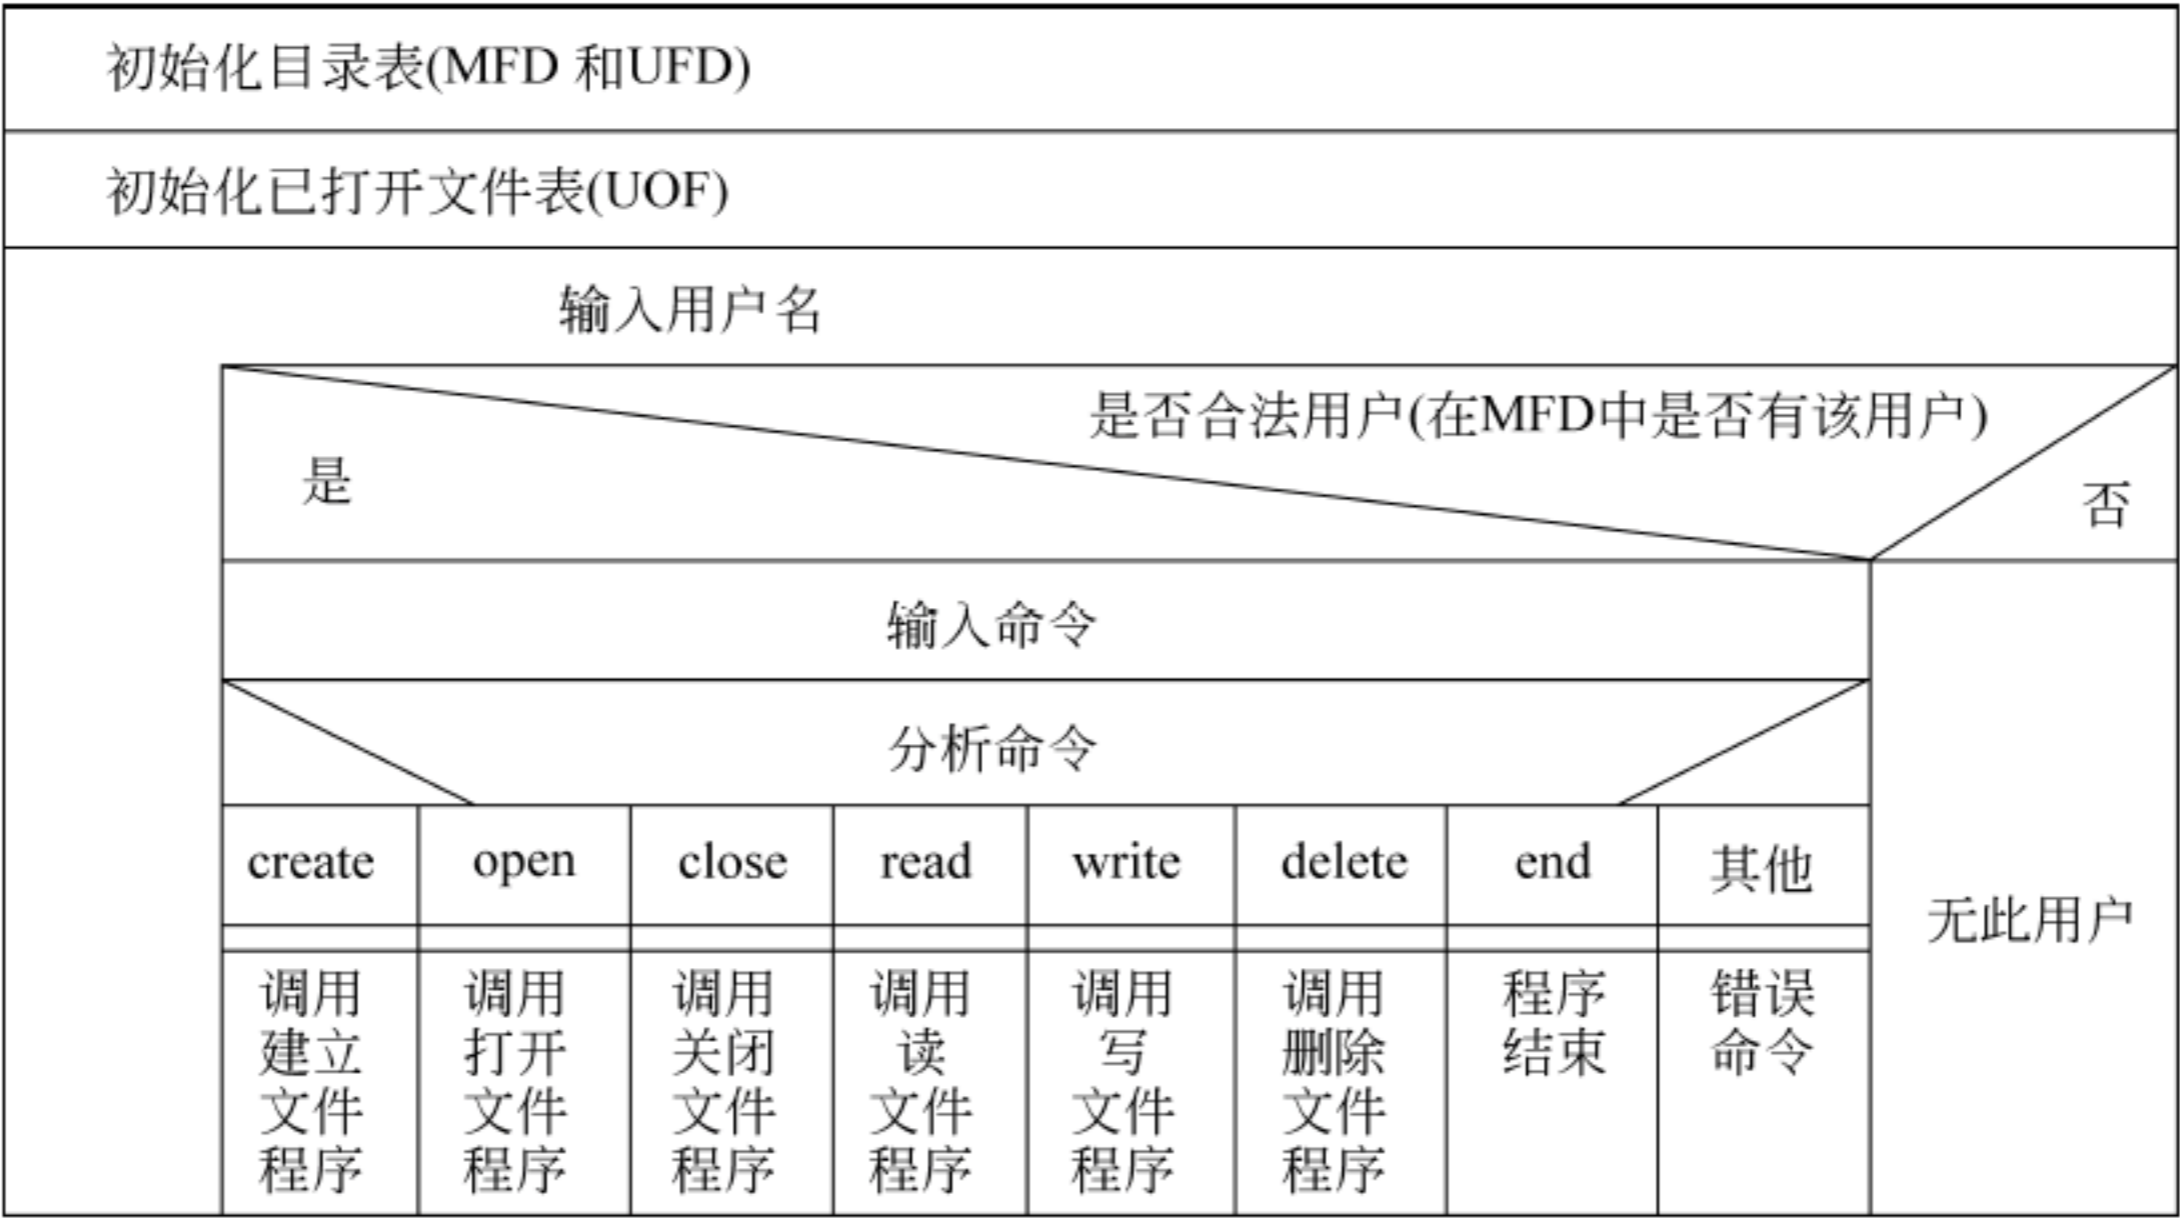 初始化目录表(MFD 和UFD)
初始化已打开文件表(UOF)
输入用户名
是否合法用户(在MFD中是否有该用户)
是
否
输入命令
分析命令
create
open
close
read
write
delete
end
其他
调用
建立
文件
程序
调用
打开
文件
程序
调用
关闭
文件
程序
调用
读
文件
程序
调用
写
文件
程序
调用
删除
文件
程序
程序
结束
错误
命令
无此用户